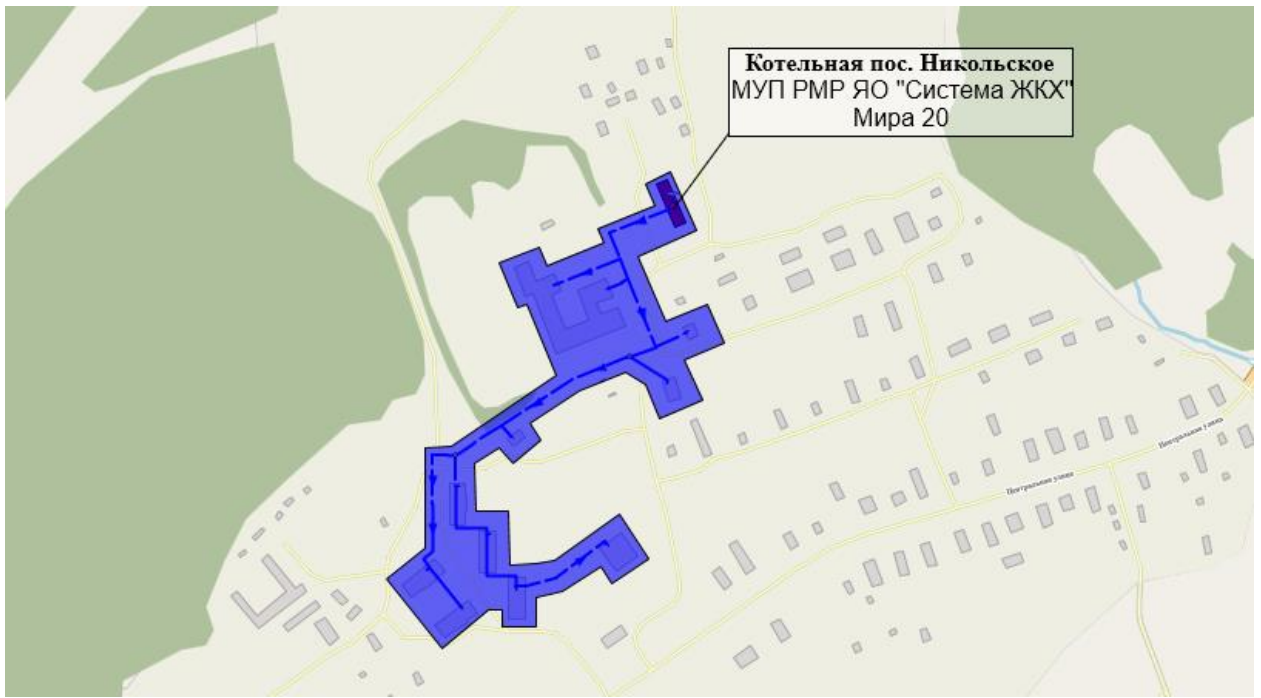 Котельная пос. Никольское
МУП РМР ЯО "Система ЖКХ"
Мира 20
Центральная улица
Центральная улица